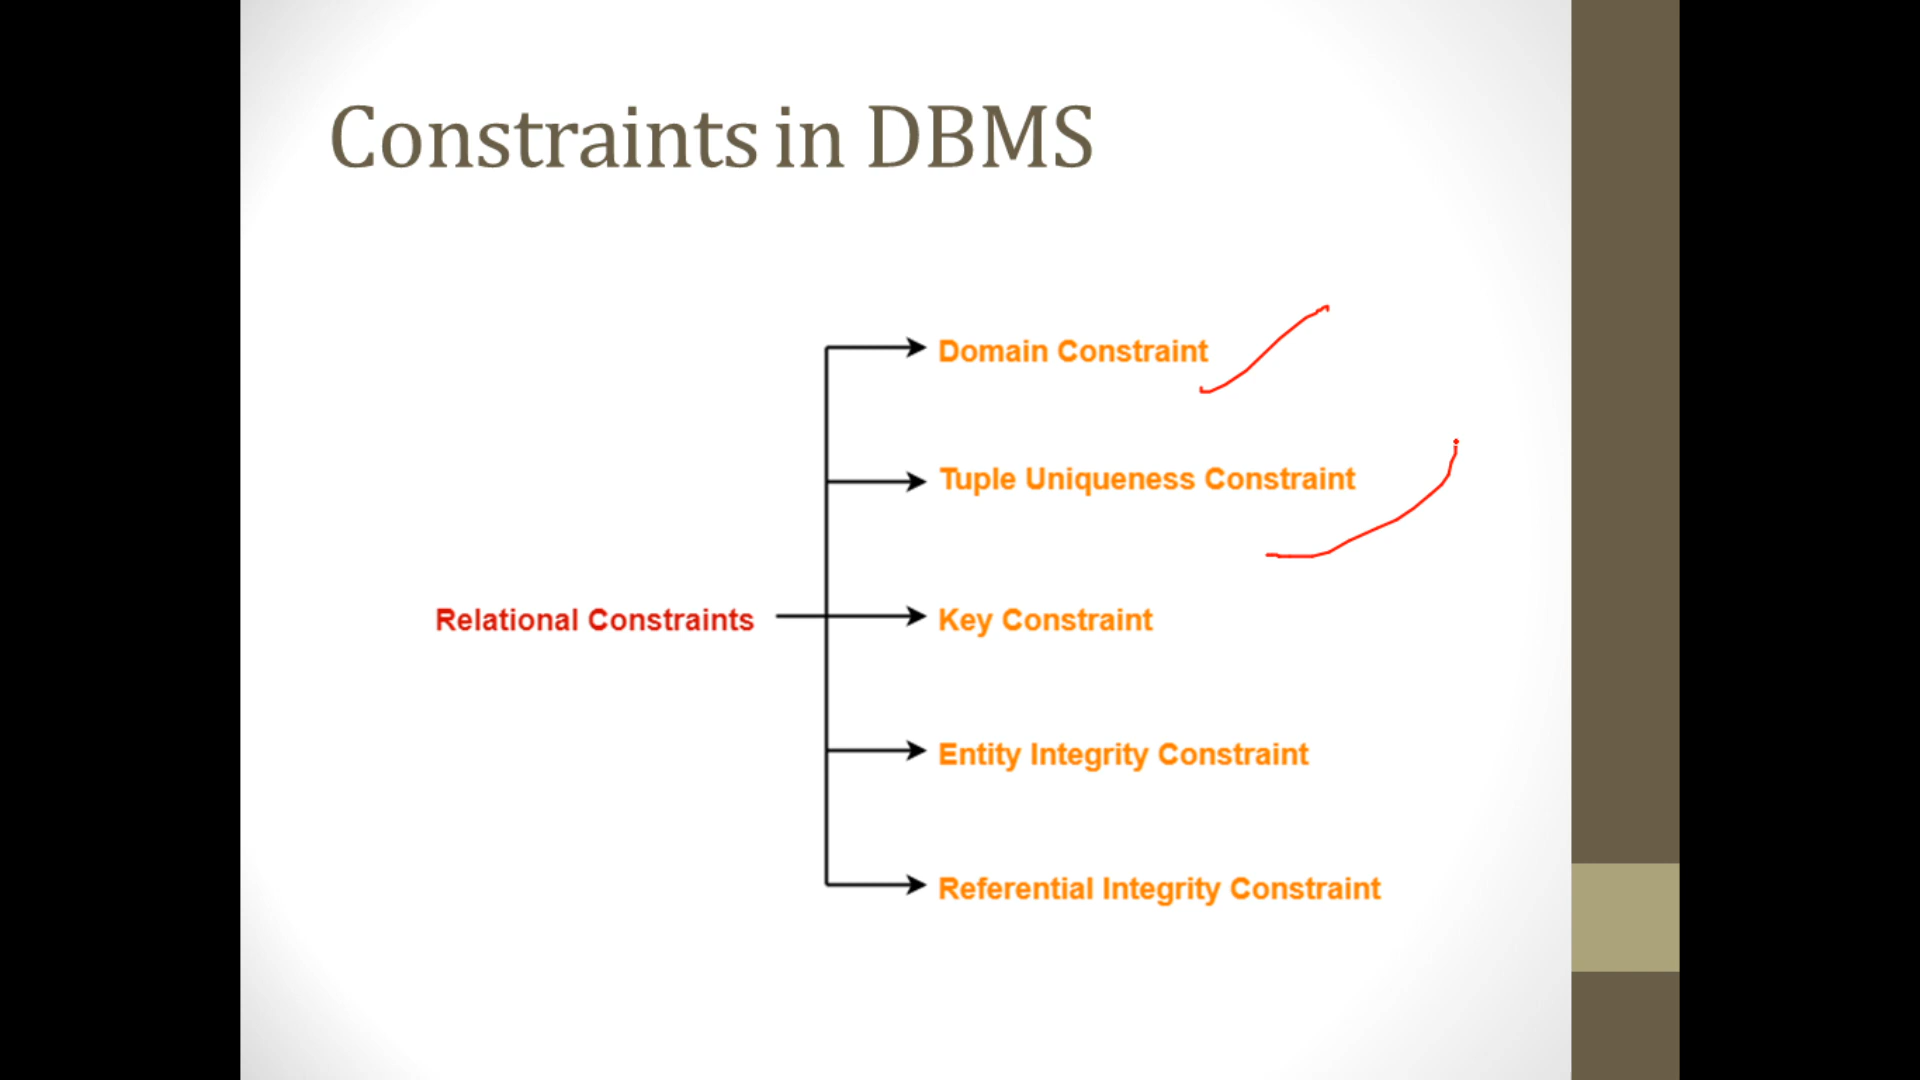 Constraints in DBMS
Domain Constraint
Tuple Uniqueness Constraint
Relational Constraints
Key Constraint
Entity Integrity Constraint
Referential Integrity Constraint